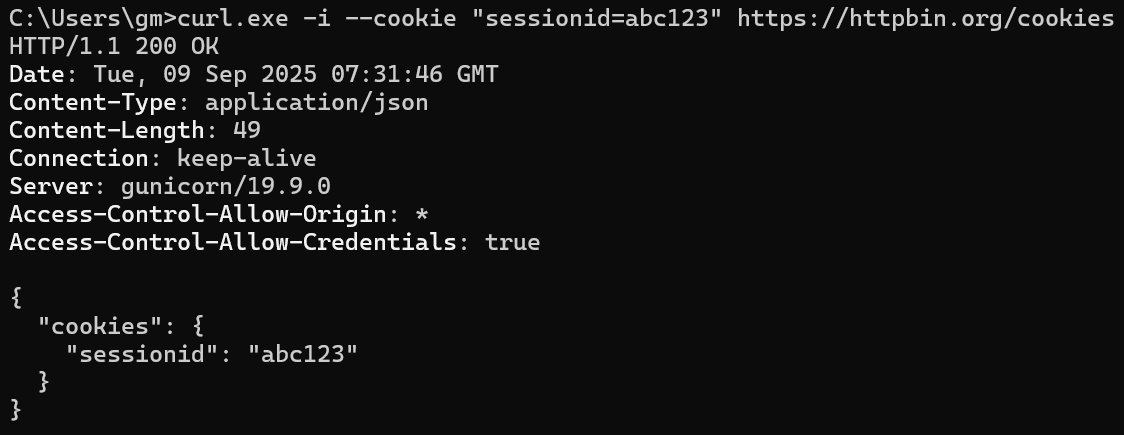 C:\Users\gm>curl.exe -i --cookie "sessionid=abc123" https://httpbin.org/cookies
HTTP/1.1 200 OK
Date: Tue, 09 Sep 2025 07:31:46 GMT
Content-Type: application/json
Content-Length: 49
Connection: keep-alive
Server: gunicorn/19.9.0
Access-Control-Allow-Origin: *
Access-Control-Allow-Credentials: true

{
  "cookies": {
    "sessionid": "abc123"
  }
}